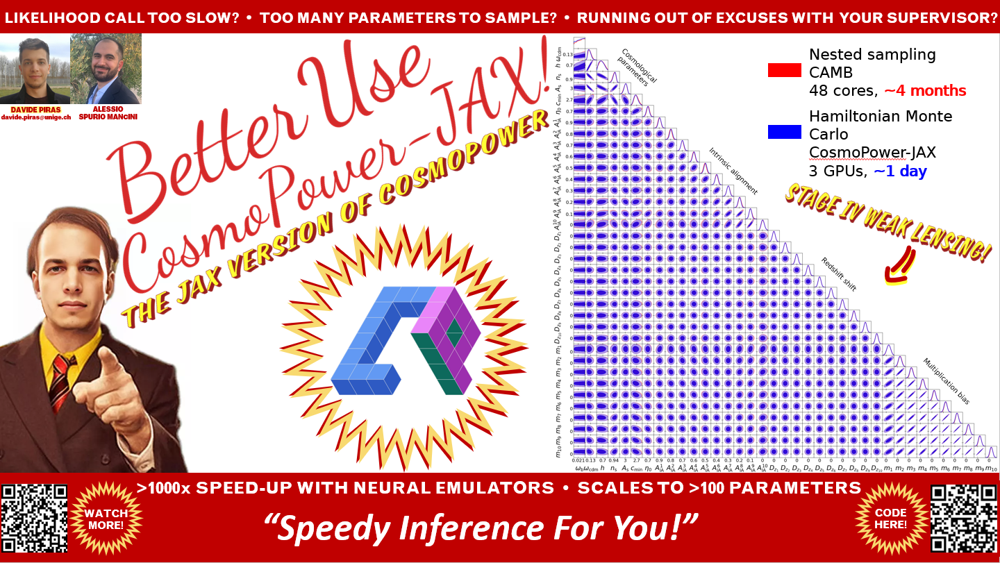 LIKELIHOOD CALL TOO SLOW? • TOO MANY PARAMETERS TO SAMPLE? • RUNNING OUT OF EXCUSES WITH YOUR SUPERVISOR?
DAVIDE PIRAS
davide.piras@unige.ch
ALESSIO
SPURIO MANCINI
Better Use
CosmoPower-JAX!
THE JAX VERSION OF COSMOPOWER
Cosmological
parameters
Intrinsic alignment
Redshift shift
Multiplication bias
Nested sampling
CAMB
48 cores, ~4 months
Hamiltonian Monte
Carlo
CosmoPower-JAX
3 GPUs, ~1 day
STAGE IV WEAK LENSING!
>1000x SPEED-UP WITH NEURAL EMULATORS • SCALES TO >100 PARAMETERS
WATCH
MORE!
“Speedy Inference For You!”
CODE
HERE!